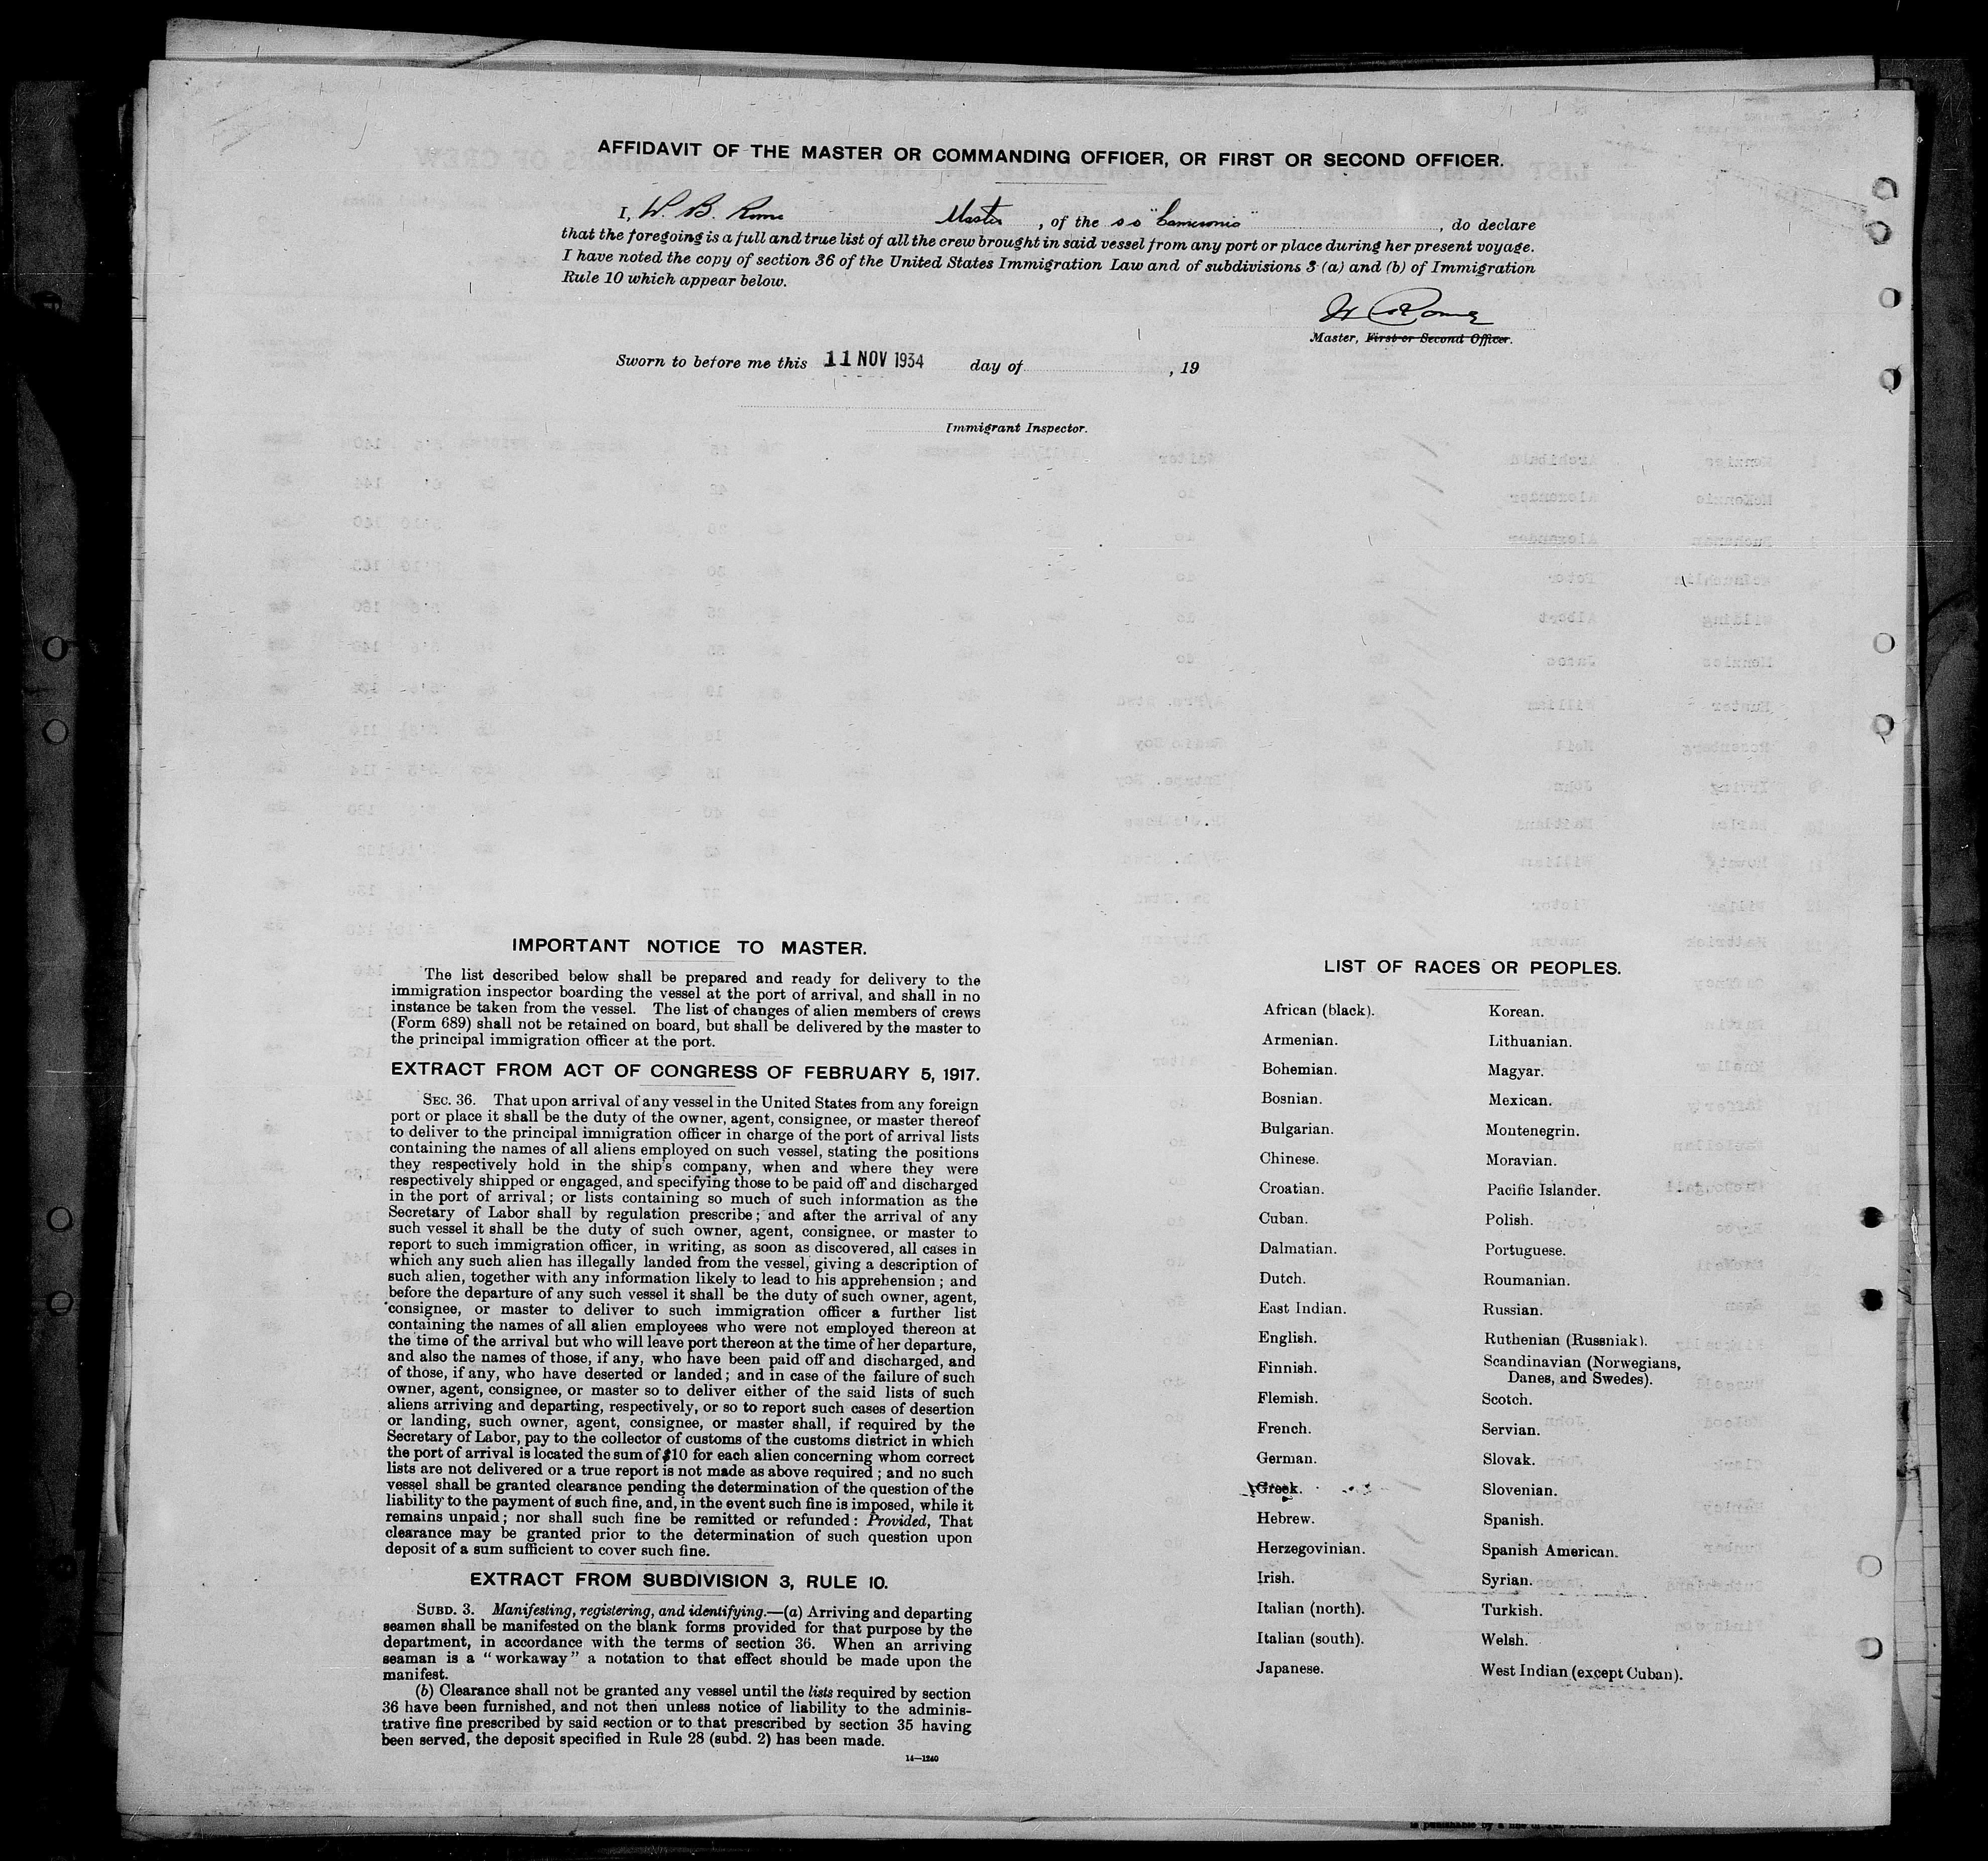 AFFIDAVIT OF THE MASTER OR COMMANDING OFFICER, OR FIRST OR SECOND OFFICER.
I, W. B. Rome Master, of the s s "Cameronia", do declare
that the foregoing is a full and true list of all the crew brought in said vessel from any port or place during her present voyage.
I have noted the copy of section 36 of the United States Immigration Law and of subdivisions 3 (a) and (b) of Immigration
Rule 10 which appear below.
Master, First or Second Officer.
Sworn to before me this 11 NOV 1934 day of , 19
Immigrant Inspector.
IMPORTANT NOTICE TO MASTER.
The list described below shall be prepared and ready for delivery to the
immigration inspector boarding the vessel at the port of arrival, and shall in no
instance be taken from the vessel. The list of changes of alien members of crews
(Form 689) shall not be retained on board, but shall be delivered by the master to
the principal immigration officer at the port.
EXTRACT FROM ACT OF CONGRESS OF FEBRUARY 5, 1917.
SEC. 36. That upon arrival of any vessel in the United States from any foreign
port or place it shall be the duty of the owner, agent, consignee, or master thereof
to deliver to the principal immigration officer in charge of the port of arrival lists
containing the names of all aliens employed on such vessel, stating the positions
they respectively hold in the ship's company, when and where they were
respectively shipped or engaged, and specifying those to be paid off and discharged
in the port of arrival; or lists containing so much of such information as the
Secretary of Labor shall by regulation prescribe; and after the arrival of any
such vessel it shall be the duty of such owner, agent, consignee, or master to
report to such immigration officer, in writing, as soon as discovered, all cases in
which any such alien has illegally landed from the vessel, giving a description of
such alien, together with any information likely to lead to his apprehension; and
before the departure of any such vessel it shall be the duty of such owner, agent,
consignee, or master to deliver to such immigration officer a further list
containing the names of all alien employees who were not employed thereon at
the time of the arrival but who will leave port thereon at the time of her departure,
and also the names of those, if any, who have been paid off and discharged, and
of those, if any, who have deserted or landed; and in case of the failure of such
owner, agent, consignee, or master so to deliver either of the said lists of such
aliens arriving and departing, respectively, or so to report such cases of desertion
or landing, such owner, agent, consignee, or master shall, if required by the
Secretary of Labor, pay to the collector of customs of the customs district in which
the port of arrival is located the sum of $10 for each alien concerning whom correct
lists are not delivered or a true report is not made as above required; and no such
vessel shall be granted clearance pending the determination of the question of the
liability to the payment of such fine, and, in the event such fine is imposed, while it
remains unpaid; nor shall such fine be remitted or refunded: Provided, That
clearance may be granted prior to the determination of such question upon
deposit of a sum sufficient to cover such fine.
EXTRACT FROM SUBDIVISION 3, RULE 10.
SUBD. 3. Manifesting, registering, and identifying.—(a) Arriving and departing
seamen shall be manifested on the blank forms provided for that purpose by the
department, in accordance with the terms of section 36. When an arriving
seaman is a "workaway" a notation to that effect should be made upon the
manifest.
(b) Clearance shall not be granted any vessel until the lists required by section
36 have been furnished, and not then unless notice of liability to the adminis-
trative fine prescribed by said section or to that prescribed by section 35 having
been served, the deposit specified in Rule 28 (subd. 2) has been made.
14—1240
LIST OF RACES OR PEOPLES.
African (black).
Armenian.
Bohemian.
Bosnian.
Bulgarian.
Chinese.
Croatian.
Cuban.
Dalmatian.
Dutch.
East Indian.
English.
Finnish.
Flemish.
French.
German.
Greek.
Hebrew.
Herzegovinian.
Irish.
Italian (north).
Italian (south).
Japanese.
Korean.
Lithuanian.
Magyar.
Mexican.
Montenegrin.
Moravian.
Pacific Islander.
Polish.
Portuguese.
Roumanian.
Russian.
Ruthenian (Russniak).
Scandinavian (Norwegians,
Danes, and Swedes).
Scotch.
Servian.
Slovak.
Slovenian.
Spanish.
Spanish American.
Syrian.
Turkish.
Welsh.
West Indian (except Cuban).